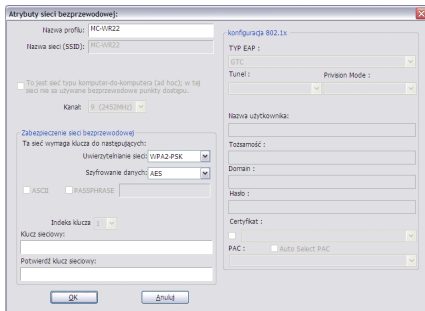 Atrybuty sieci bezprzewodowej:
Nazwa profilu: MC-WR22
Nazwa sieci (SSID): MC-WR22
To jest sieć typu komputer-do-komputera (ad hoc); w tej
sieci nie są używane bezprzewodowe punkty dostępu.
Kanał: 9 (2452MHz)
Zabezpieczenie sieci bezprzewodowej
Ta sieć wymaga klucza do następujących:
Uwierzytelnianie sieci: WPA2-PSK
Szyfrowanie danych: AES
ASCII PASSPHRASE
Indeks klucza 1
Klucz sieciowy:
Potwierdź klucz sieciowy:
OK Anuluj
konfiguracja 802.1x
TYP EAP :
GTC
Tunel : Privision Mode :
Nazwa użytkownika:
Tożsamość :
Domain :
Hasło :
Certyfikat :
PAC : Auto Select PAC